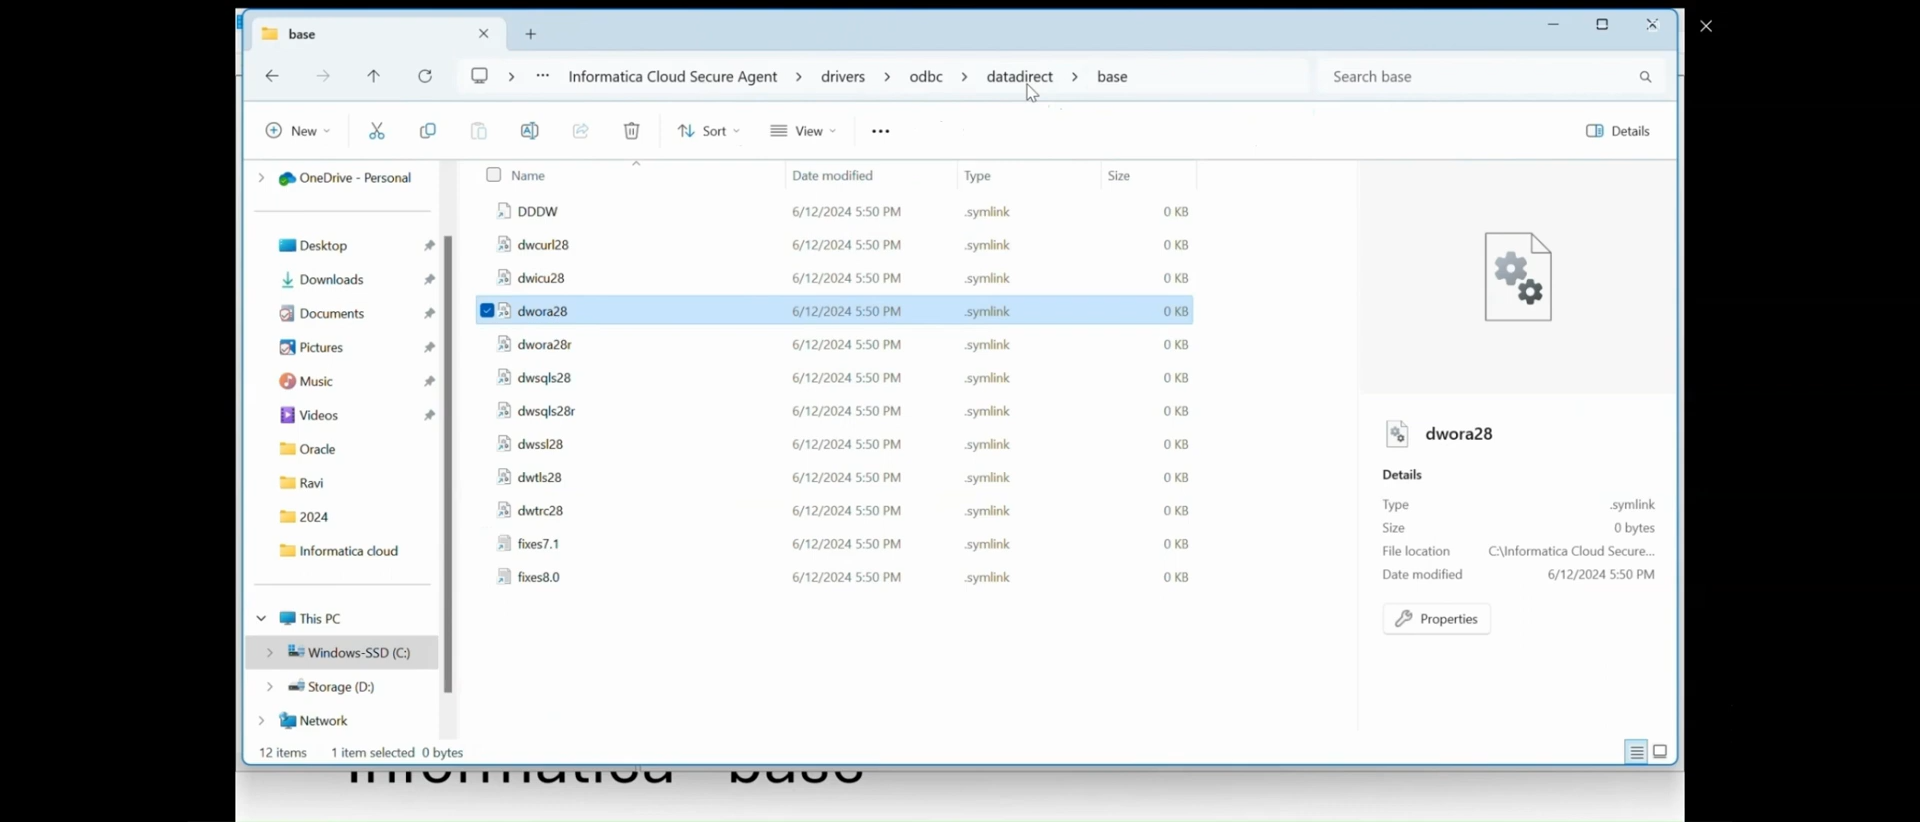 base
Informatica Cloud Secure Agent > drivers > odbc > datadirect > base
Search base
New
Sort
View
Details
OneDrive - Personal
Desktop
Downloads
Documents
Pictures
Music
Videos
Oracle
Ravi
2024
Informatica cloud
This PC
Windows-SSD (C:)
Storage (D:)
Network
Name Date modified Type Size
DDDW 6/12/2024 5:50 PM .symlink 0 KB
dwcurl28 6/12/2024 5:50 PM .symlink 0 KB
dwicu28 6/12/2024 5:50 PM .symlink 0 KB
dwora28 6/12/2024 5:50 PM .symlink 0 KB
dwora28r 6/12/2024 5:50 PM .symlink 0 KB
dwsqls28 6/12/2024 5:50 PM .symlink 0 KB
dwsqls28r 6/12/2024 5:50 PM .symlink 0 KB
dwssl28 6/12/2024 5:50 PM .symlink 0 KB
dwtls28 6/12/2024 5:50 PM .symlink 0 KB
dwtrc28 6/12/2024 5:50 PM .symlink 0 KB
fixes7.1 6/12/2024 5:50 PM .symlink 0 KB
fixes8.0 6/12/2024 5:50 PM .symlink 0 KB
dwora28
Details
Type .symlink
Size 0 bytes
File location C:\Informatica Cloud Secure...
Date modified 6/12/2024 5:50 PM
Properties
12 items 1 item selected 0 bytes